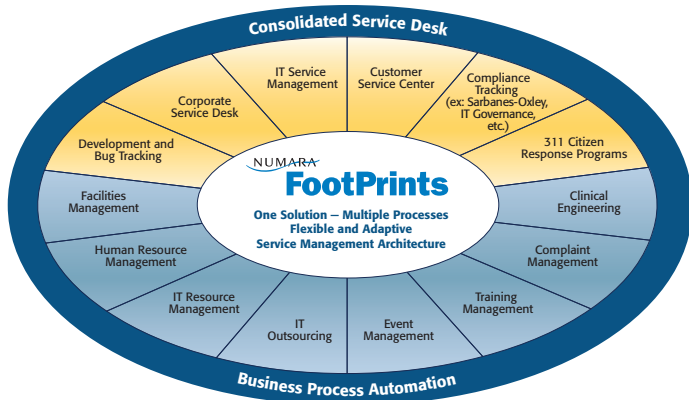 Consolidated Service Desk
IT Service
Management
Customer
Service Center
Compliance
Tracking
(ex: Sarbanes-Oxley,
IT Governance,
etc.)
Corporate
Service Desk
Development and
Bug Tracking
311 Citizen
Response Programs
NUMARA
FootPrints
One Solution – Multiple Processes
Flexible and Adaptive
Service Management Architecture
Facilities
Management
Clinical
Engineering
Human Resource
Management
Complaint
Management
IT Resource
Management
Training
Management
IT
Outsourcing
Event
Management
Business Process Automation